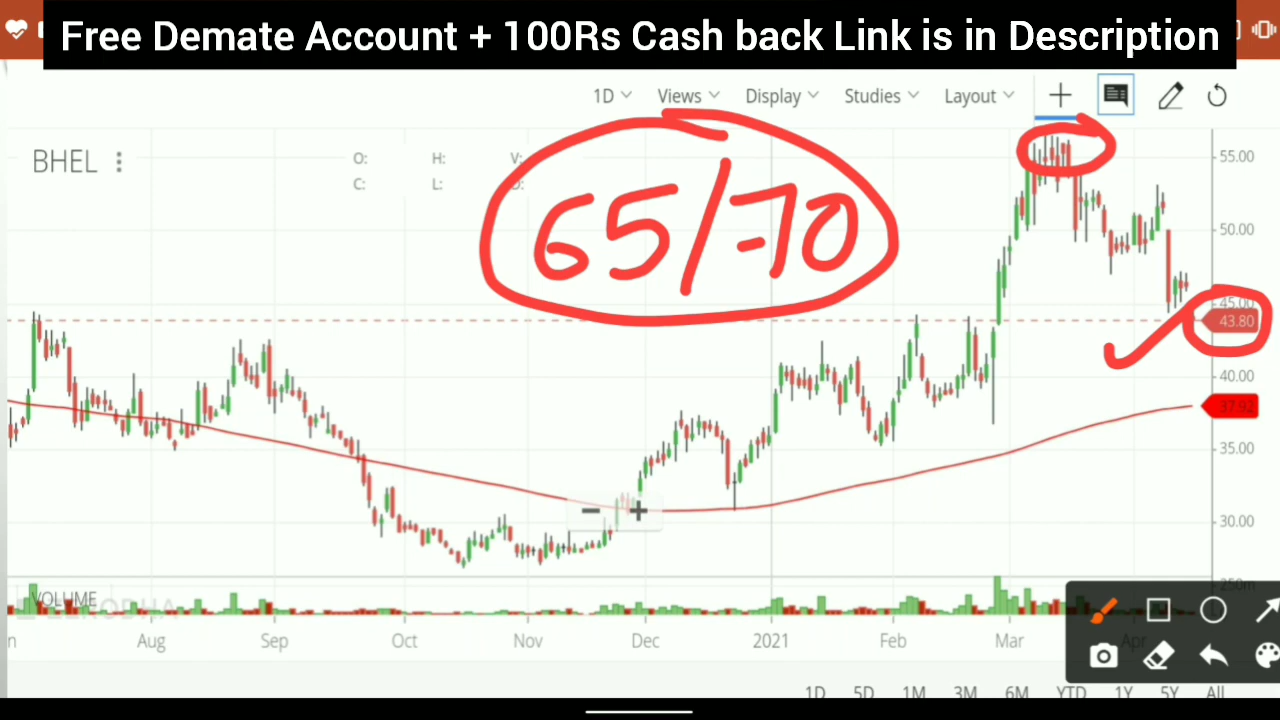 Free Demate Account + 100Rs Cash back Link is in Description
1D Views Display Studies Layout
BHEL
O: H: V:
C: L: D:
65/-70
55.00
50.00
45.00
43.80
40.00
37.92
35.00
30.00
250m
VOLUME
ZERODHA
Aug Sep Oct Nov Dec 2021 Feb Mar Apr
1D 5D 1M 3M 6M YTD 1Y 5Y All